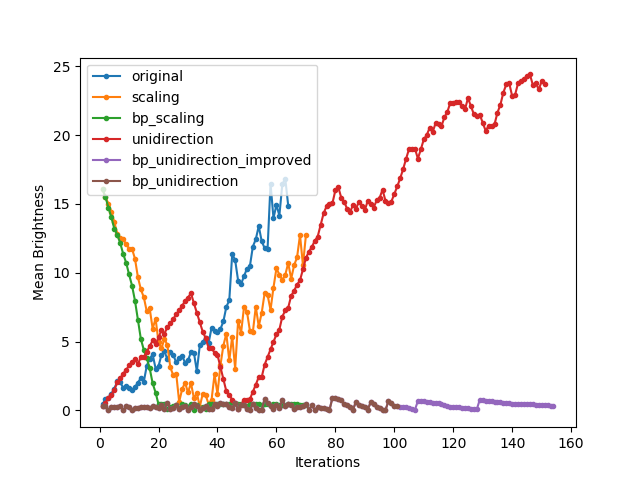 25
20
15
10
5
0
Mean Brightness
original
scaling
bp_scaling
unidirection
bp_unidirection_improved
bp_unidirection
0 20 40 60 80 100 120 140 160
Iterations